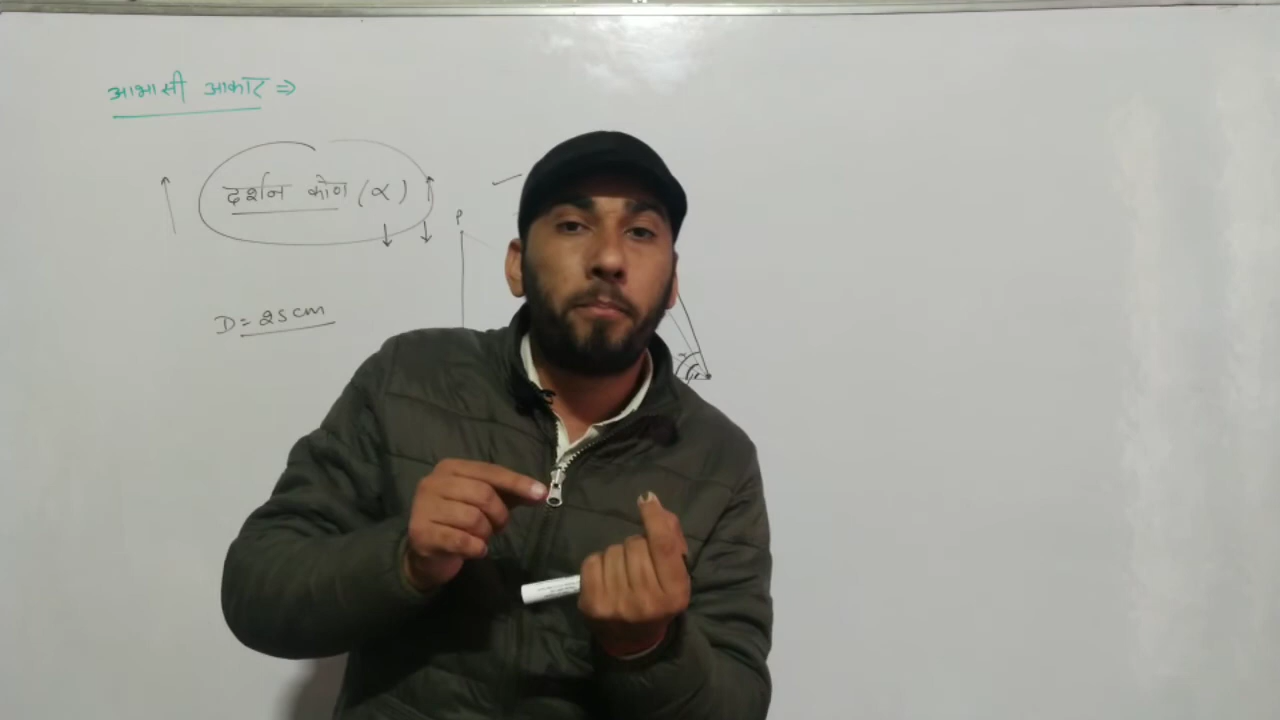 आभासी आकार ⇒
दर्शन कोण (α) ↑
↓ ↓
P
D = 25 cm